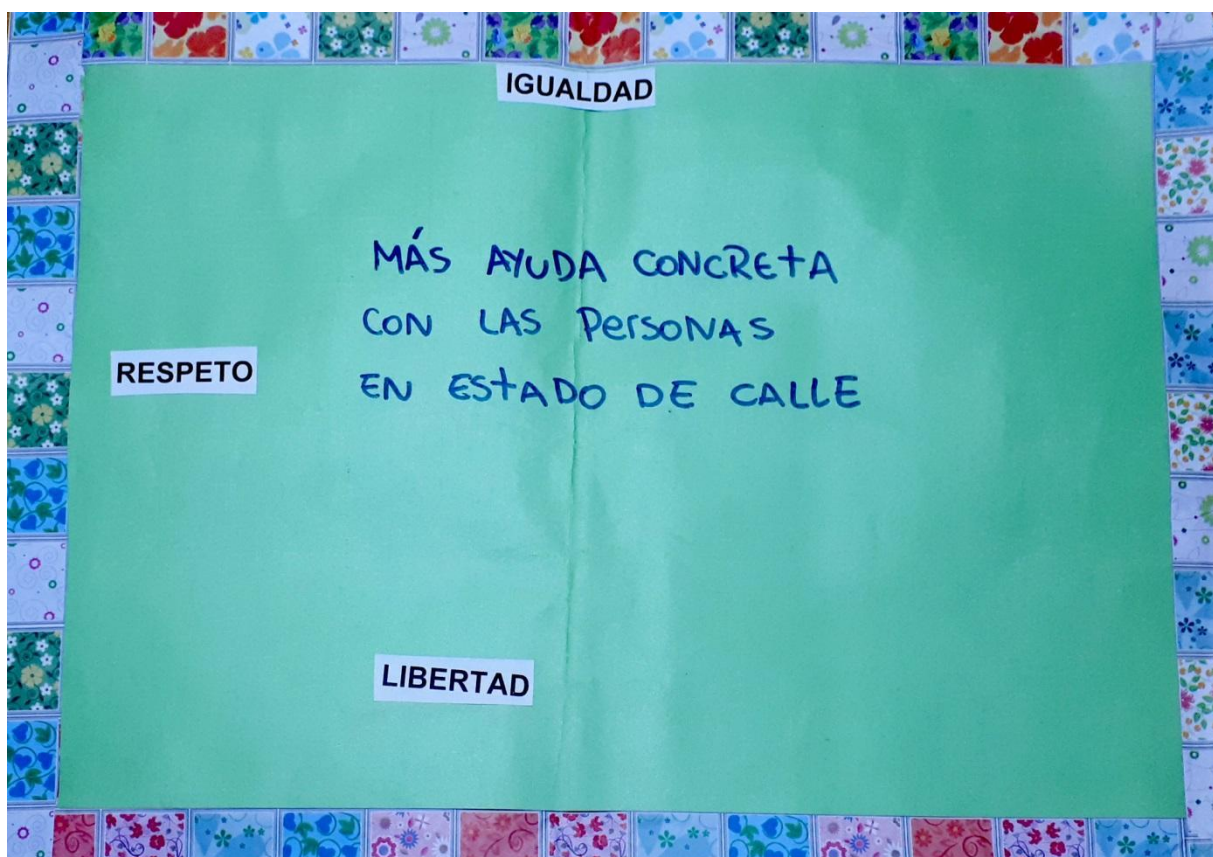 IGUALDAD
MÁS AYUDA CONCRETA
CON LAS PERSONAS
EN ESTADO DE CALLE
RESPETO
LIBERTAD